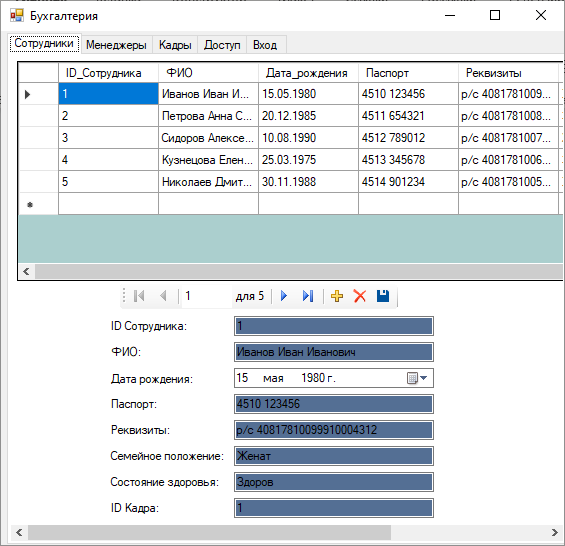 Бухгалтерия
Сотрудники Менеджеры Кадры Доступ Вход
ID_Сотрудника ФИО Дата_рождения Паспорт Реквизиты
1 Иванов Иван И... 15.05.1980 4510 123456 р/с 4081781009...
2 Петрова Анна С... 20.12.1985 4511 654321 р/с 4081781008...
3 Сидоров Алексе... 10.08.1990 4512 789012 р/с 4081781007...
4 Кузнецова Елен... 25.03.1975 4513 345678 р/с 4081781006...
5 Николаев Дмит... 30.11.1988 4514 901234 р/с 4081781005...
1 для 5
ID Сотрудника: 1
ФИО: Иванов Иван Иванович
Дата рождения: 15 мая 1980 г.
Паспорт: 4510 123456
Реквизиты: р/с 40817810099910004312
Семейное положение: Женат
Состояние здоровья: Здоров
ID Кадра: 1